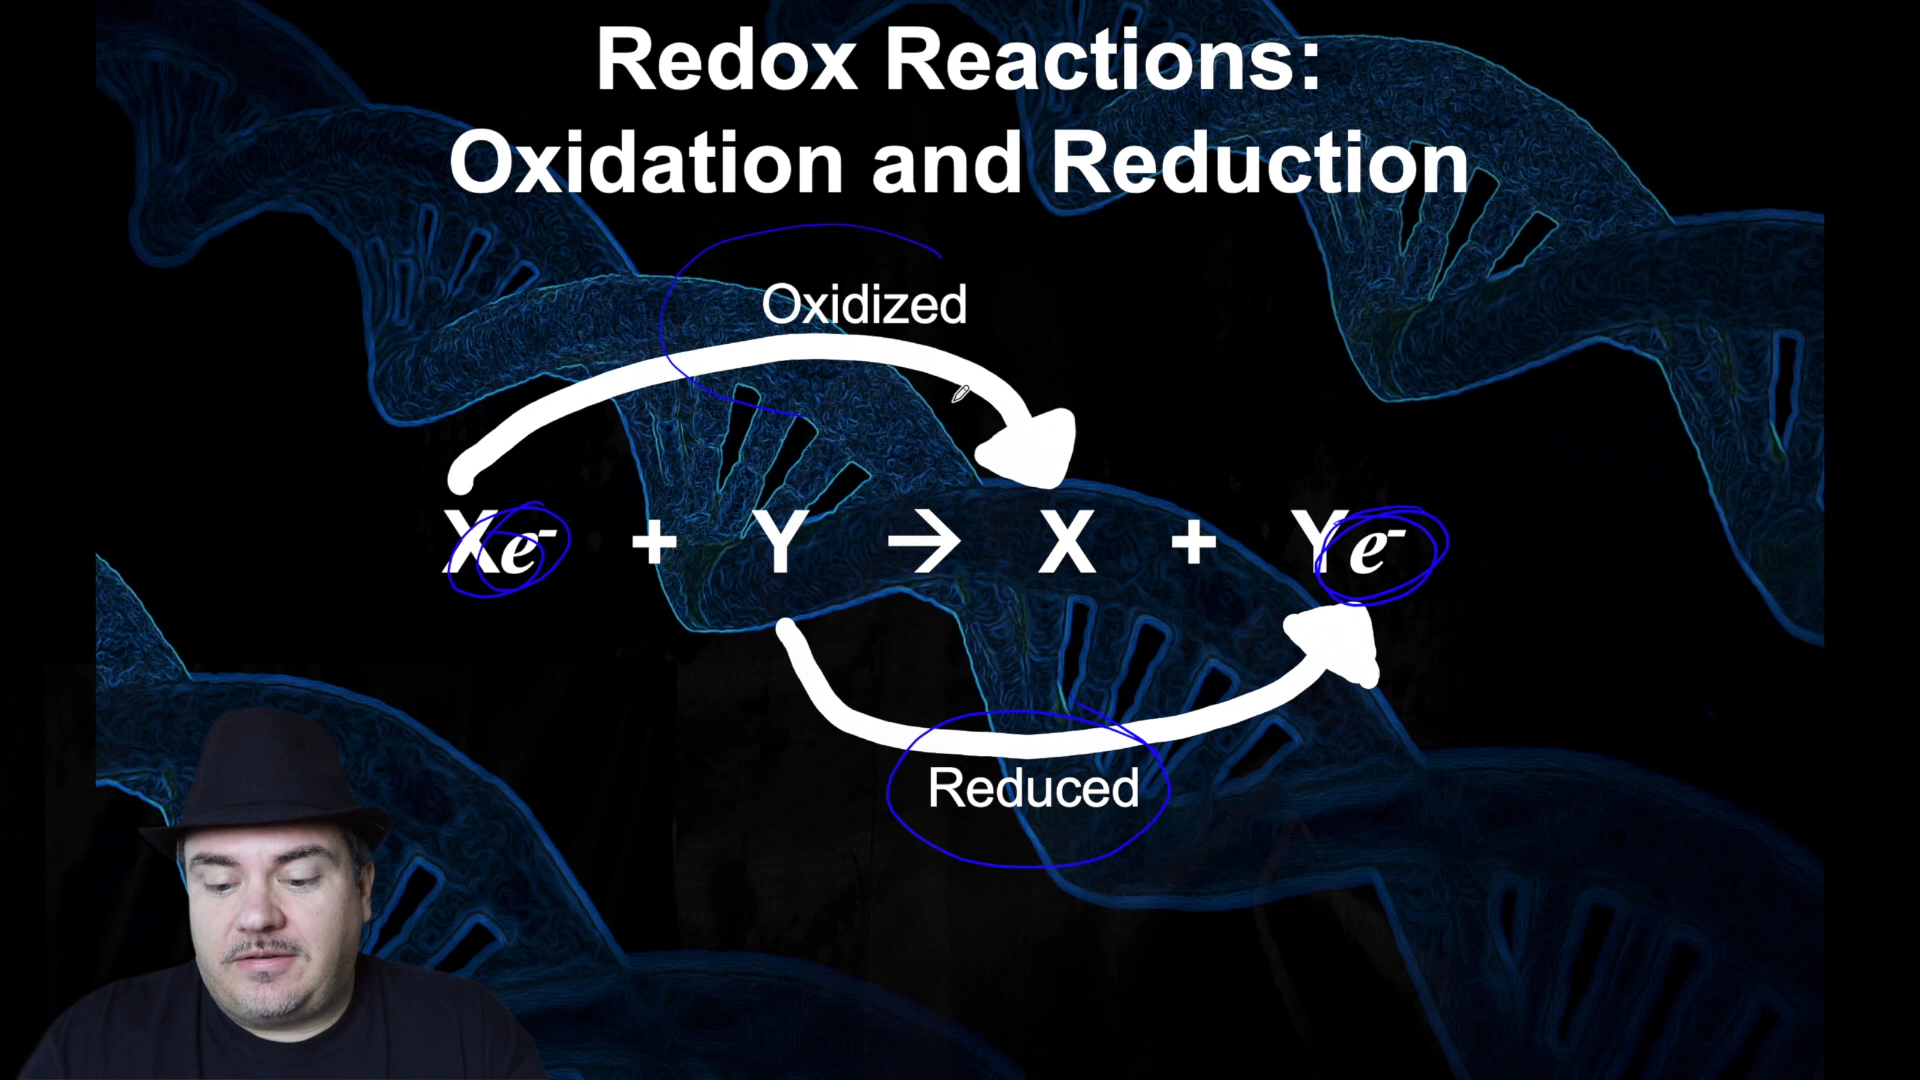 Redox Reactions:
Oxidation and Reduction
Oxidized
Xe⁻ + Y → X + Ye⁻
Reduced